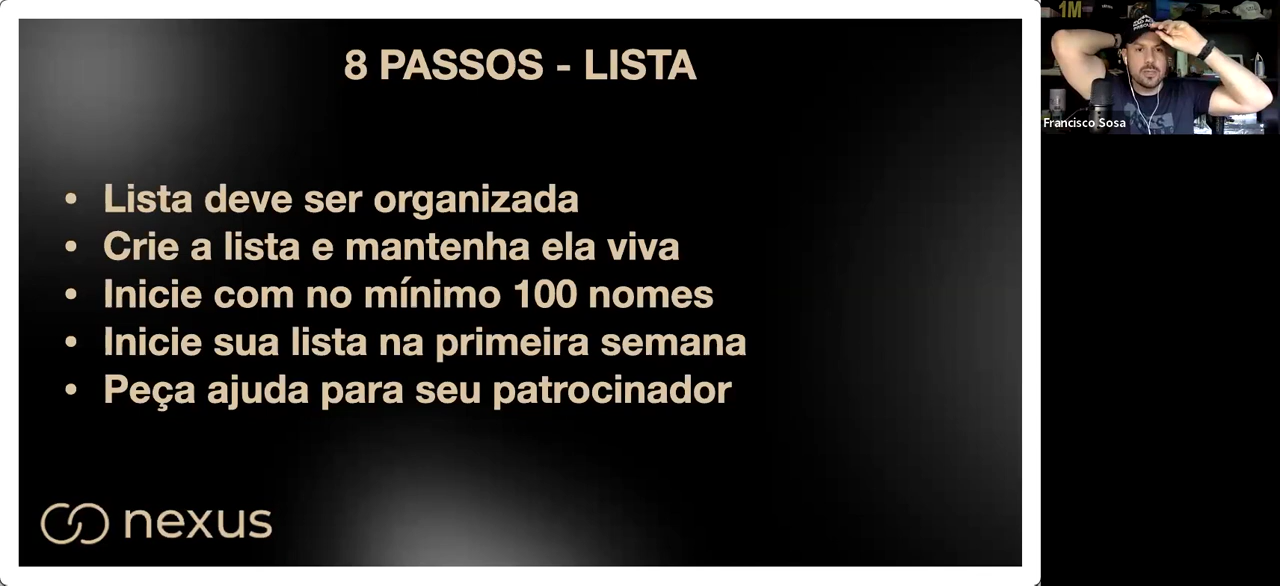 8 PASSOS - LISTA
• Lista deve ser organizada
• Crie a lista e mantenha ela viva
• Inicie com no mínimo 100 nomes
• Inicie sua lista na primeira semana
• Peça ajuda para seu patrocinador
nexus
1M
Francisco Sosa